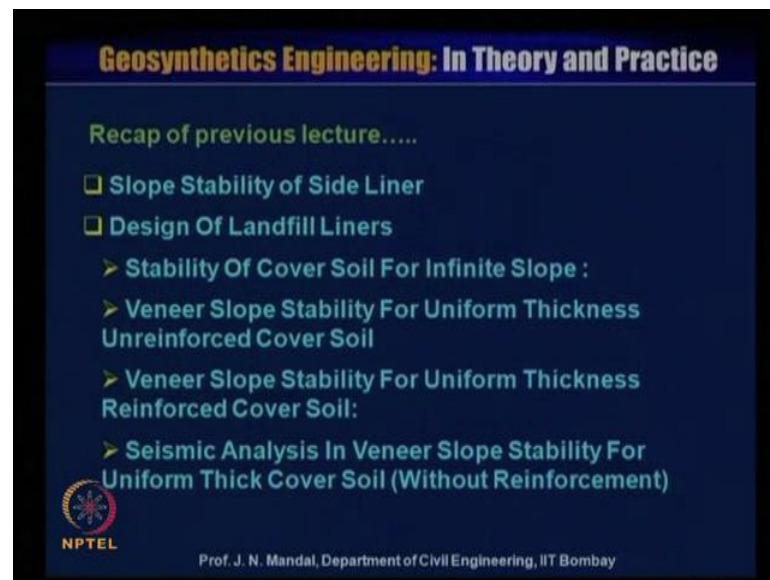 Geosynthetics Engineering: In Theory and Practice
Recap of previous lecture.....
❑ Slope Stability of Side Liner
❑ Design Of Landfill Liners
➢ Stability Of Cover Soil For Infinite Slope :
➢ Veneer Slope Stability For Uniform Thickness
Unreinforced Cover Soil
➢ Veneer Slope Stability For Uniform Thickness
Reinforced Cover Soil:
➢ Seismic Analysis In Veneer Slope Stability For
Uniform Thick Cover Soil (Without Reinforcement)
NPTEL
Prof. J. N. Mandal, Department of Civil Engineering, IIT Bombay